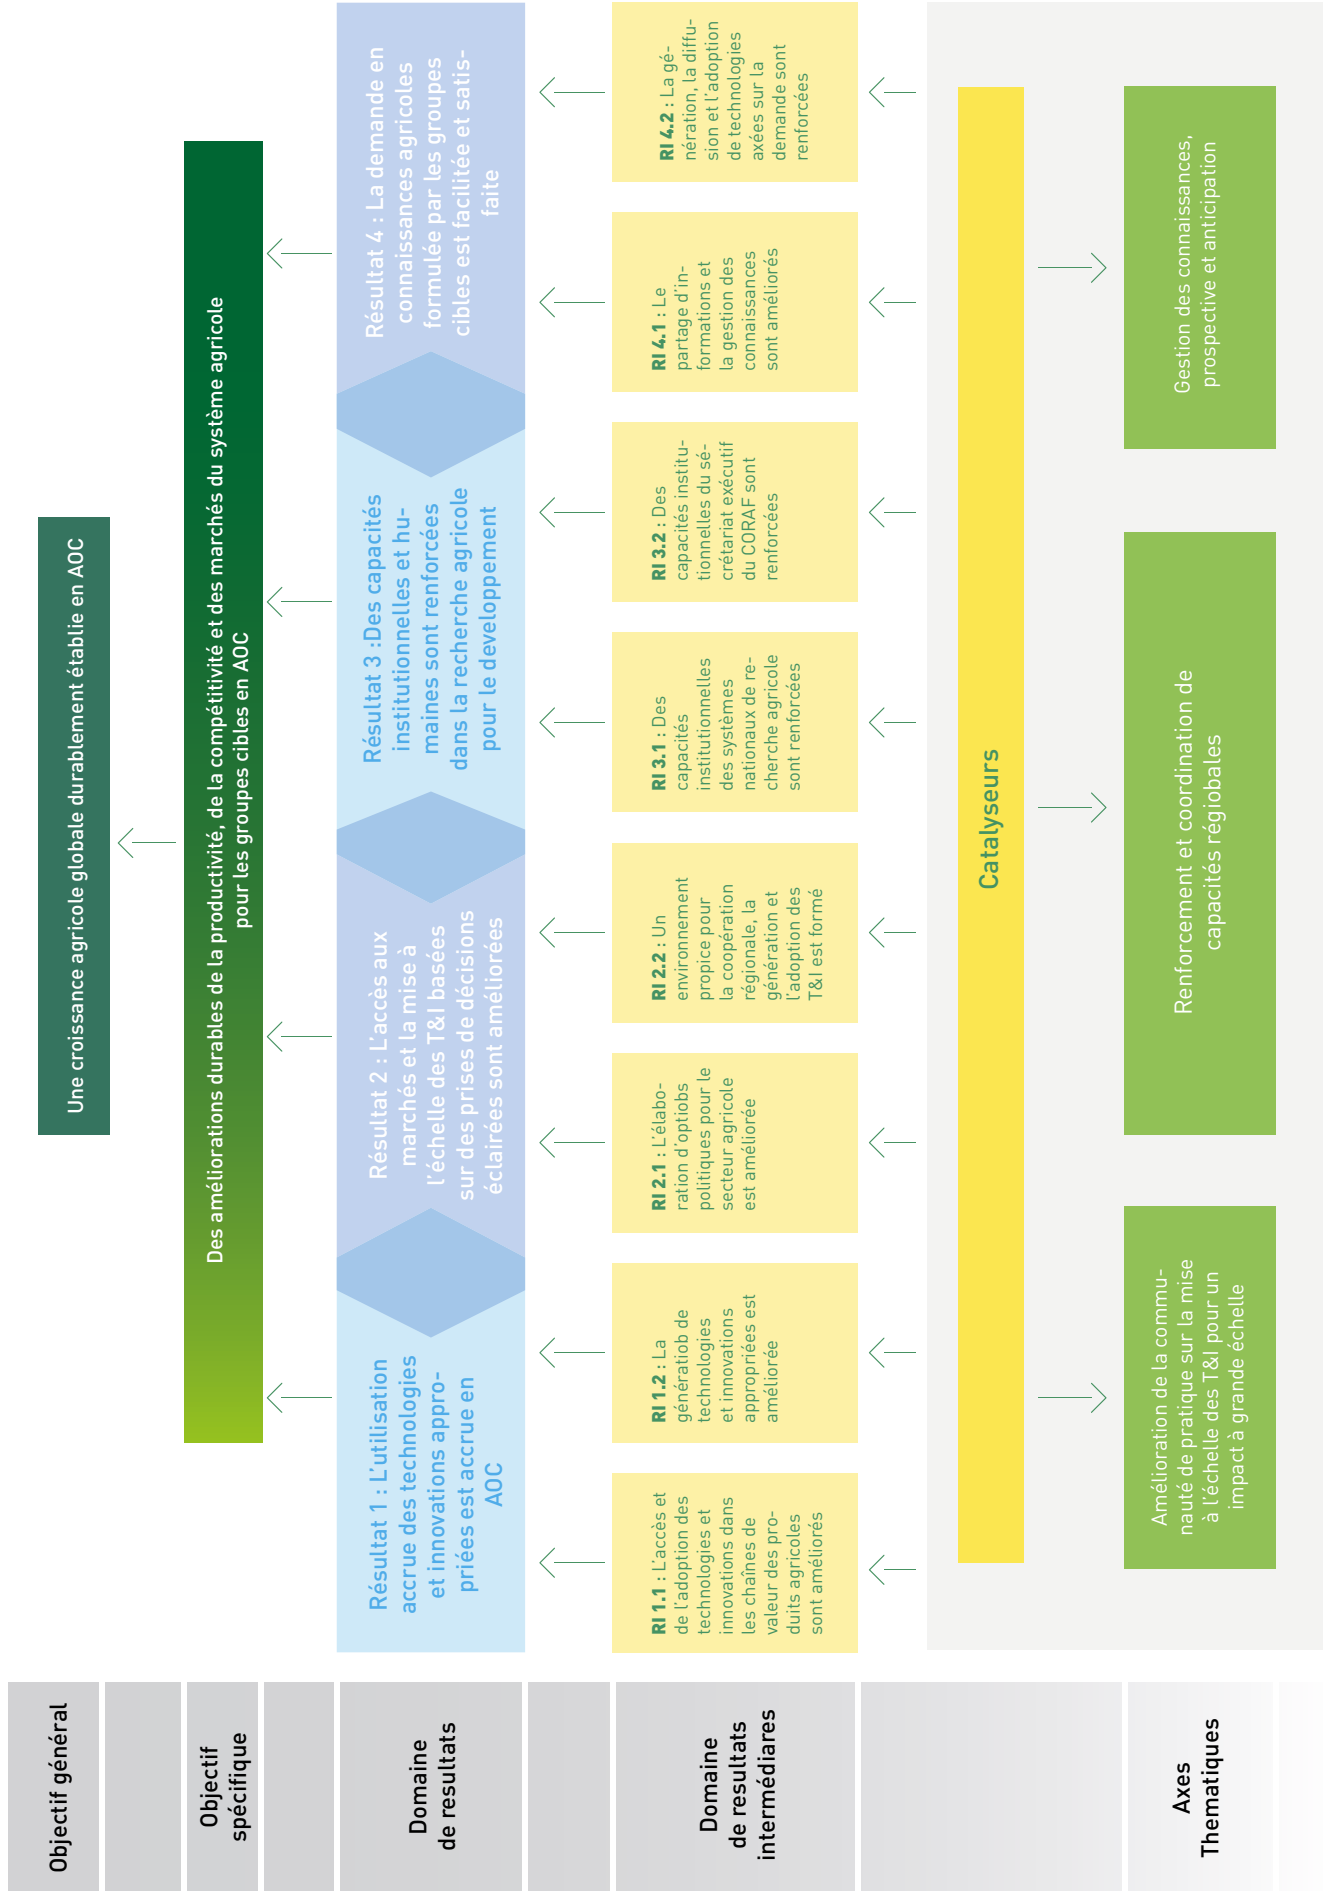 Objectif général
Une croissance agricole globale durablement établie en AOC
Objectif
spécifique
Des améliorations durables de la productivité, de la compétitivité et des marchés du système agricole
pour les groupes cibles en AOC
Domaine
de resultats
Résultat 1 : L'utilisation
accrue des technologies
et innovations appro-
priées est accrue en
AOC
Résultat 2 : L'accès aux
marchés et la mise à
l'échelle des T&I basées
sur des prises de décisions
éclairées sont améliorées
Résultat 3 :Des capacités
institutionnelles et hu-
maines sont renforcées
dans la recherche agricole
pour le developpement
Résultat 4 : La demande en
connaissances agricoles
formulée par les groupes
cibles est facilitée et satis-
faite
Domaine
de resultats
intermédiares
RI 1.1 : L'accès et
de l'adoption des
technologies et
innovations dans
les chaînes de
valeur des pro-
duits agricoles
sont améliorés
RI 1.2 : La
génératiob de
technologies
et innovations
appropriées est
améliorée
RI 2.1 : L'élabo-
ration d'optiobs
politiques pour le
secteur agricole
est améliorée
RI 2.2 : Un
environnement
propice pour
la coopération
régionale, la
génération et
l'adoption des
T&I est formé
RI 3.1 : Des
capacités
institutionnelles
des systèmes
nationaux de re-
cherche agricole
sont renforcées
RI 3.2 : Des
capacités institu-
tionnelles du sé-
crétariat exécutif
du CORAF sont
renforcées
RI 4.1 : Le
partage d'in-
formations et
la gestion des
connaissances
sont améliorés
RI 4.2 : La gé-
nération, la diffu-
sion et l'adoption
de technologies
axées sur la
demande sont
renforcées
Catalyseurs
Axes
Thematiques
Amélioration de la commu-
nauté de pratique sur la mise
à l'échelle des T&I pour un
impact à grande échelle
Renforcement et coordination de
capacités régiobales
Gestion des connaissances,
prospective et anticipation